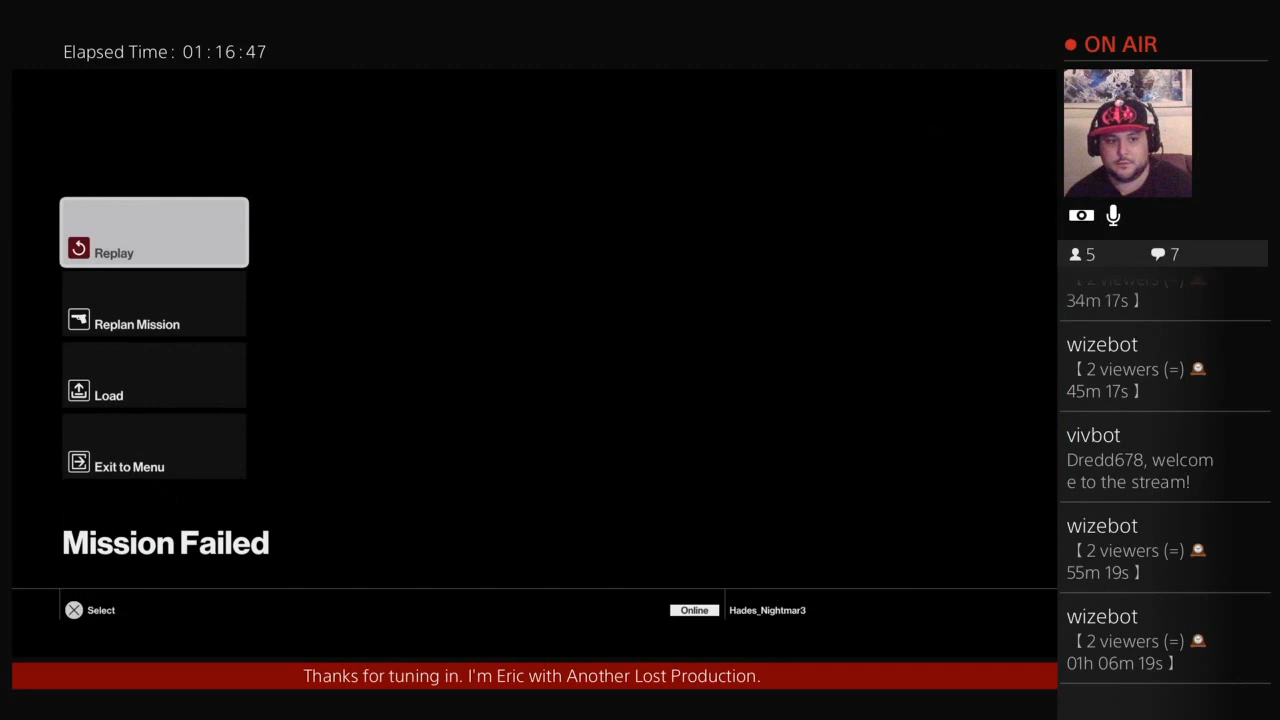 Elapsed Time: 01:16:47
Replay
Replan Mission
Load
Exit to Menu
Mission Failed
Select
Online
Hades_Nightmar3
Thanks for tuning in. I'm Eric with Another Lost Production.
ON AIR
5
7
34m 17s】
wizebot
【2 viewers (=) 🕰
45m 17s】
vivbot
Dredd678, welcom
e to the stream!
wizebot
【2 viewers (=) 🕰
55m 19s】
wizebot
【2 viewers (=) 🕰
01h 06m 19s】